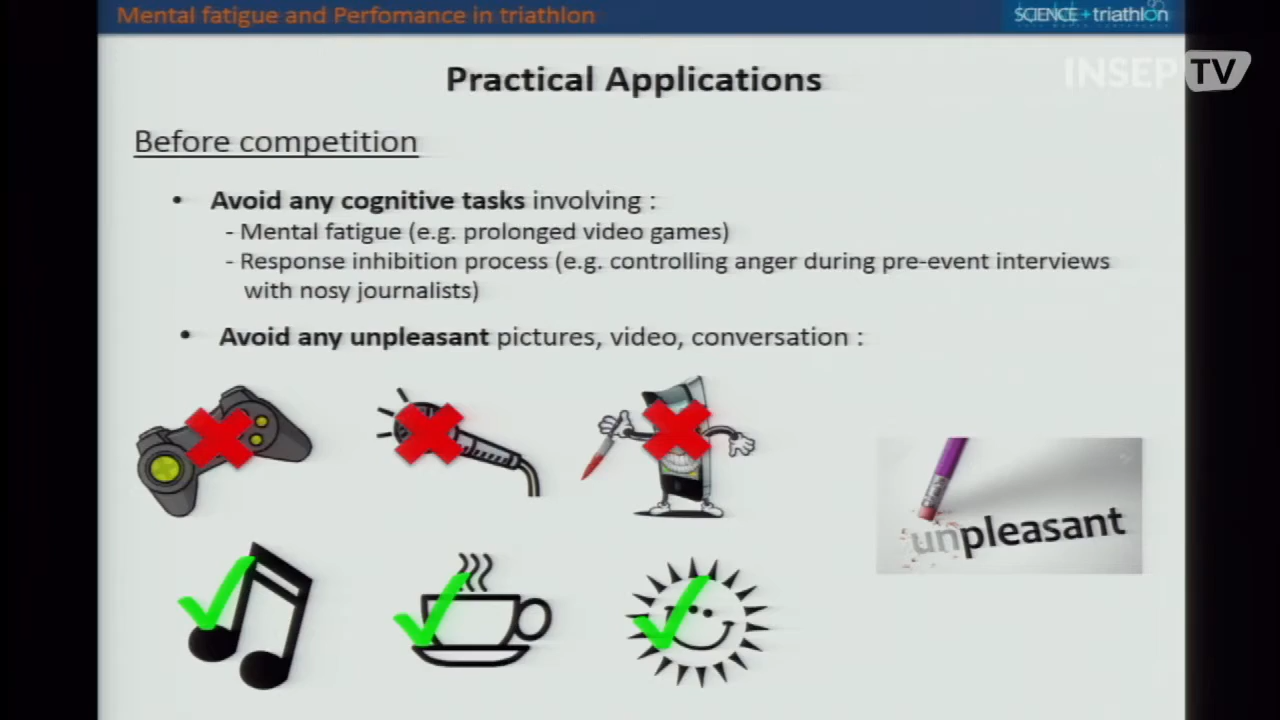 Mental fatigue and Perfomance in triathlon
SCIENCE+triathlon
INSEP TV
Practical Applications
Before competition
• Avoid any cognitive tasks involving :
- Mental fatigue (e.g. prolonged video games)
- Response inhibition process (e.g. controlling anger during pre-event interviews
with nosy journalists)
• Avoid any unpleasant pictures, video, conversation :
unpleasant